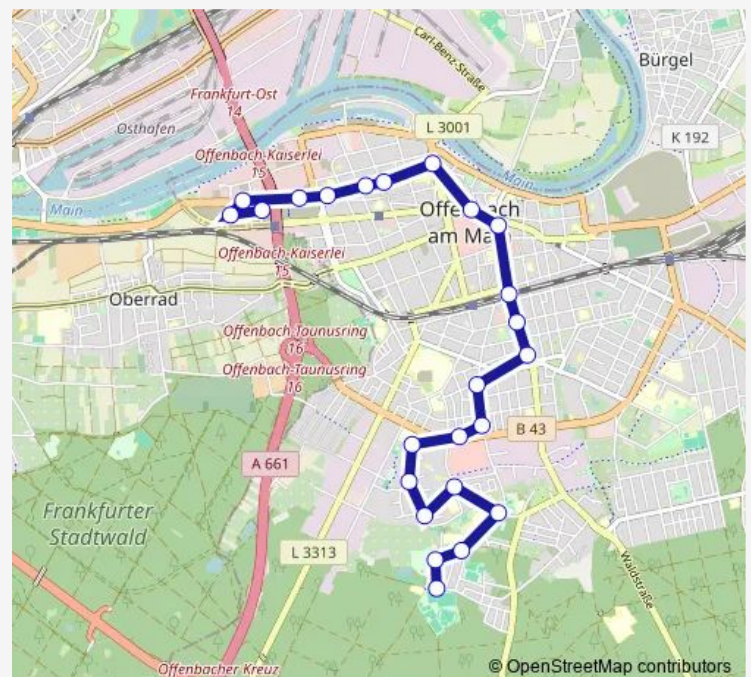 Carl-Benz-Straße
Bürgel
Frankfurt-Ost
14
Osthafen
L 3001
K 192
Offenbach-Kaiserlei
15
Main
Main
Offenbach
am Ma
Offenbach-Kaiserlei
15
Oberrad
Offenbach-Taunusring
16
Offenbach-Taunusring
16
B 43
A 661
Frankfurter
Stadtwald
L 3313
Waldstraße
Offenbacher Kreuz
© OpenStreetMap contributors